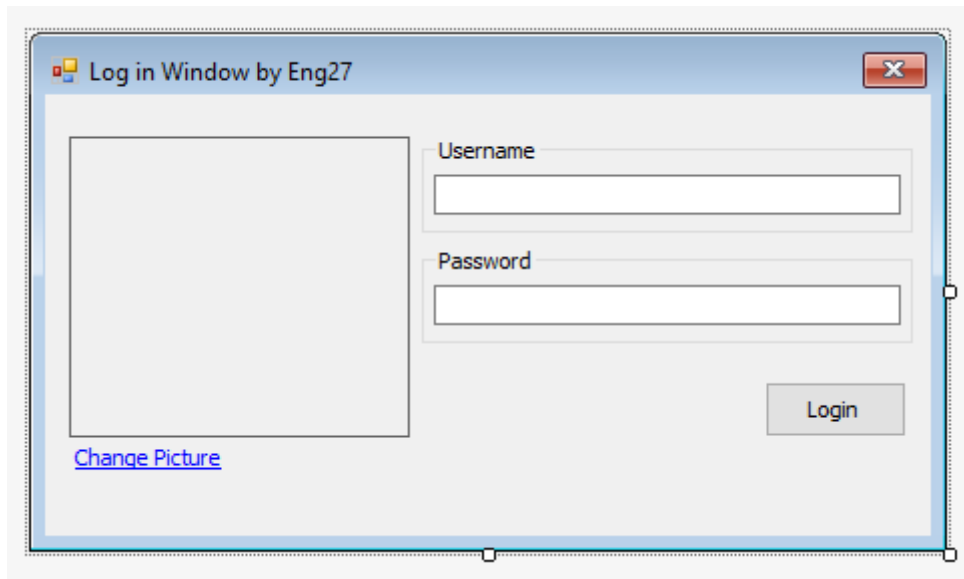 Log in Window by Eng27
Username
Password
Login
Change Picture